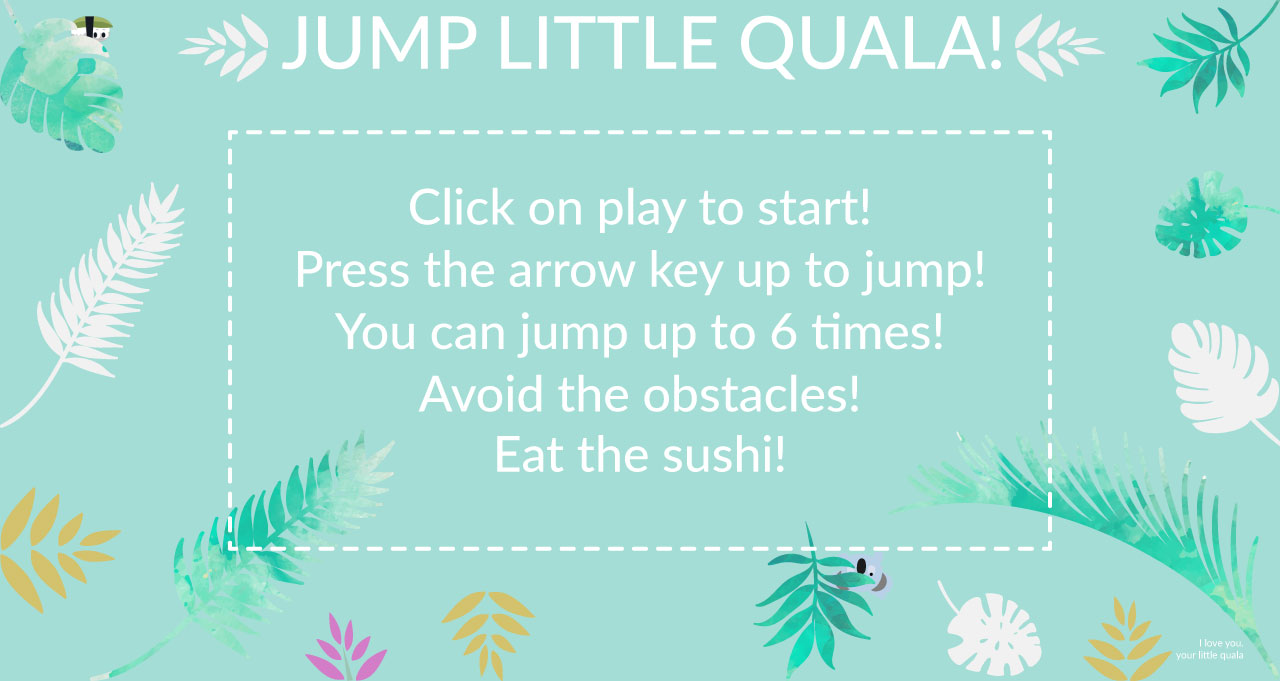 JUMP LITTLE QUALA!
Click on play to start!
Press the arrow key up to jump!
You can jump up to 6 times!
Avoid the obstacles!
Eat the sushi!
I love you.
your little quala